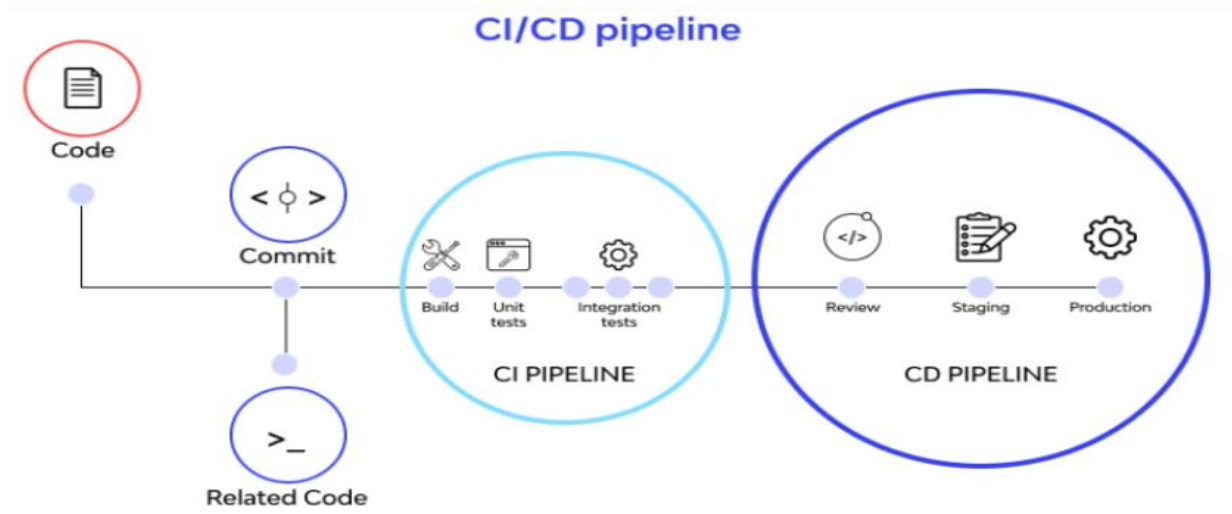 CI/CD pipeline
Code
< >
Commit
>_
Related Code
Build
Unit
tests
Integration
tests
CI PIPELINE
</>
Review
Staging
Production
CD PIPELINE